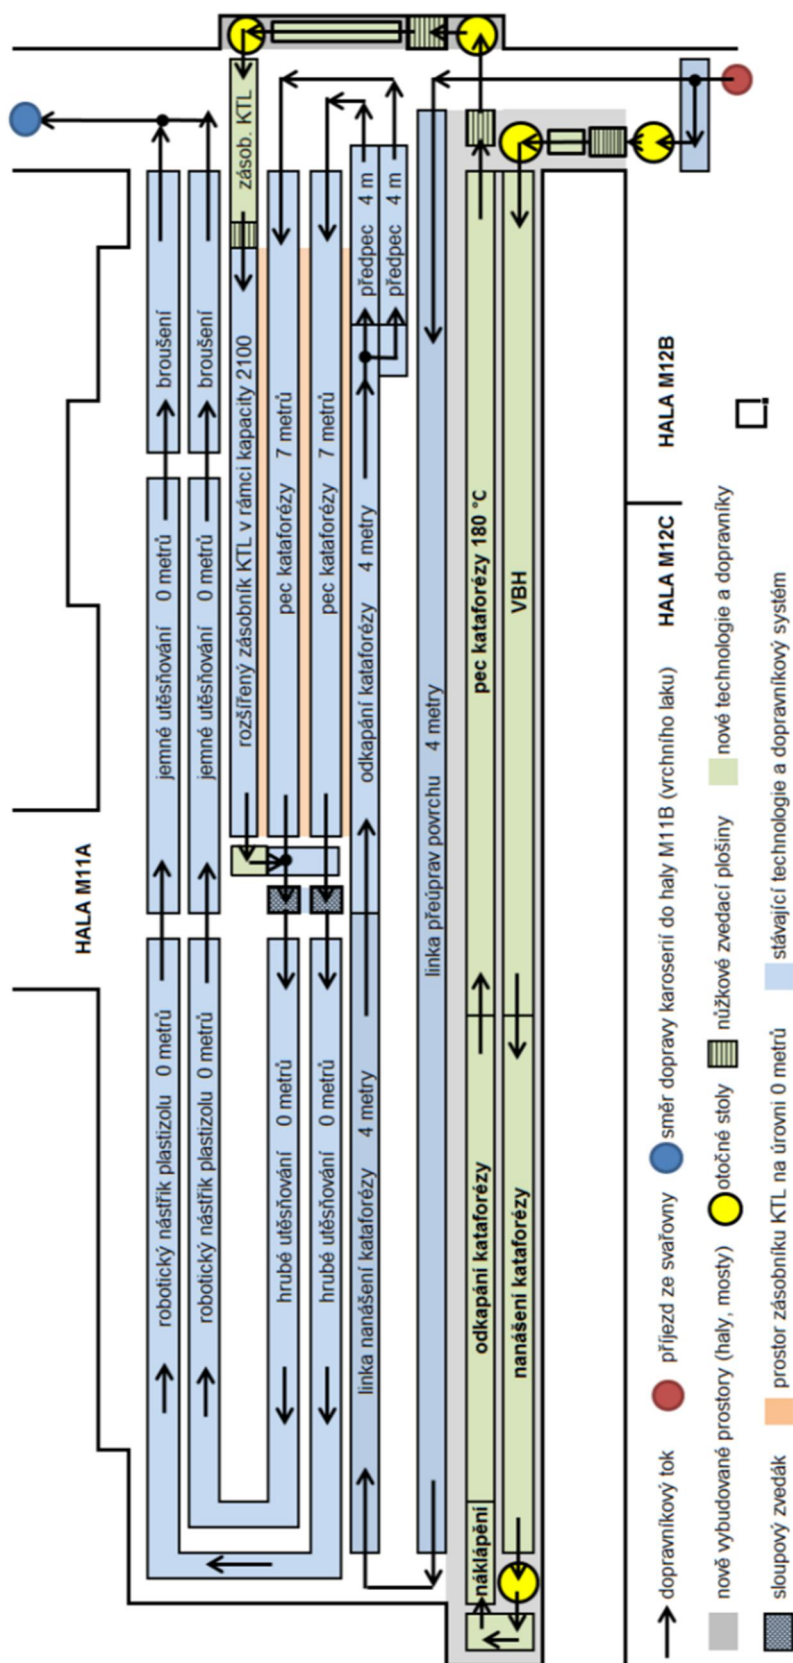 HALA M11A
robotický nástřik plastizolu 0 metrů
jemné utěsňování 0 metrů
broušení
robotický nástřik plastizolu 0 metrů
jemné utěsňování 0 metrů
broušení
rozšířený zásobník KTL v rámci kapacity 2100
zásob. KTL
hrubé utěsňování 0 metrů
pec kataforézy 7 metrů
hrubé utěsňování 0 metrů
pec kataforézy 7 metrů
linka nanášení kataforézy 4 metry
odkapání kataforézy 4 metry
předpec 4 m
předpec 4 m
linka přeúprav povrchu 4 metry
náklápění
odkapání kataforézy
pec kataforézy 180 °C
nanášení kataforézy
VBH
HALA M12C
HALA M12B
dopravníkový tok
příjezd ze svařovny
směr dopravy karoserií do haly M11B (vrchního laku)
nově vybudované prostory (haly, mosty)
otočné stoly
nůžkové zvedací plošiny
nové technologie a dopravníky
sloupový zvedák
prostor zásobníku KTL na úrovni 0 metrů
stávající technologie a dopravníkový systém